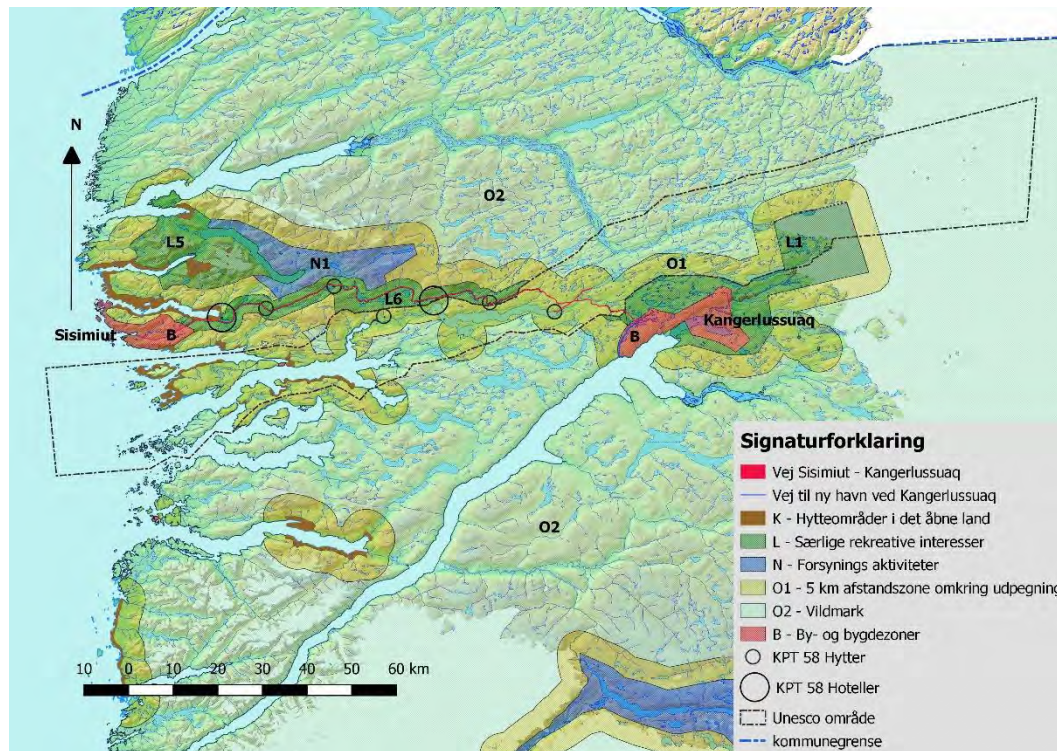 N
O2
L5
N1
L1
O1
L6
Sisimiut
B
Kangerlussuaq
B
O2
10 0 10 20 30 40 50 60 km
Signaturforklaring
Vej Sisimiut - Kangerlussuaq
Vej til ny havn ved Kangerlussuaq
K - Hytteområder i det åbne land
L - Særlige rekreative interesser
N - Forsynings aktiviteter
O1 - 5 km afstandszone omkring udpegning
O2 - Vildmark
B - By- og bygdezoner
KPT 58 Hytter
KPT 58 Hoteller
Unesco område
kommunegrense